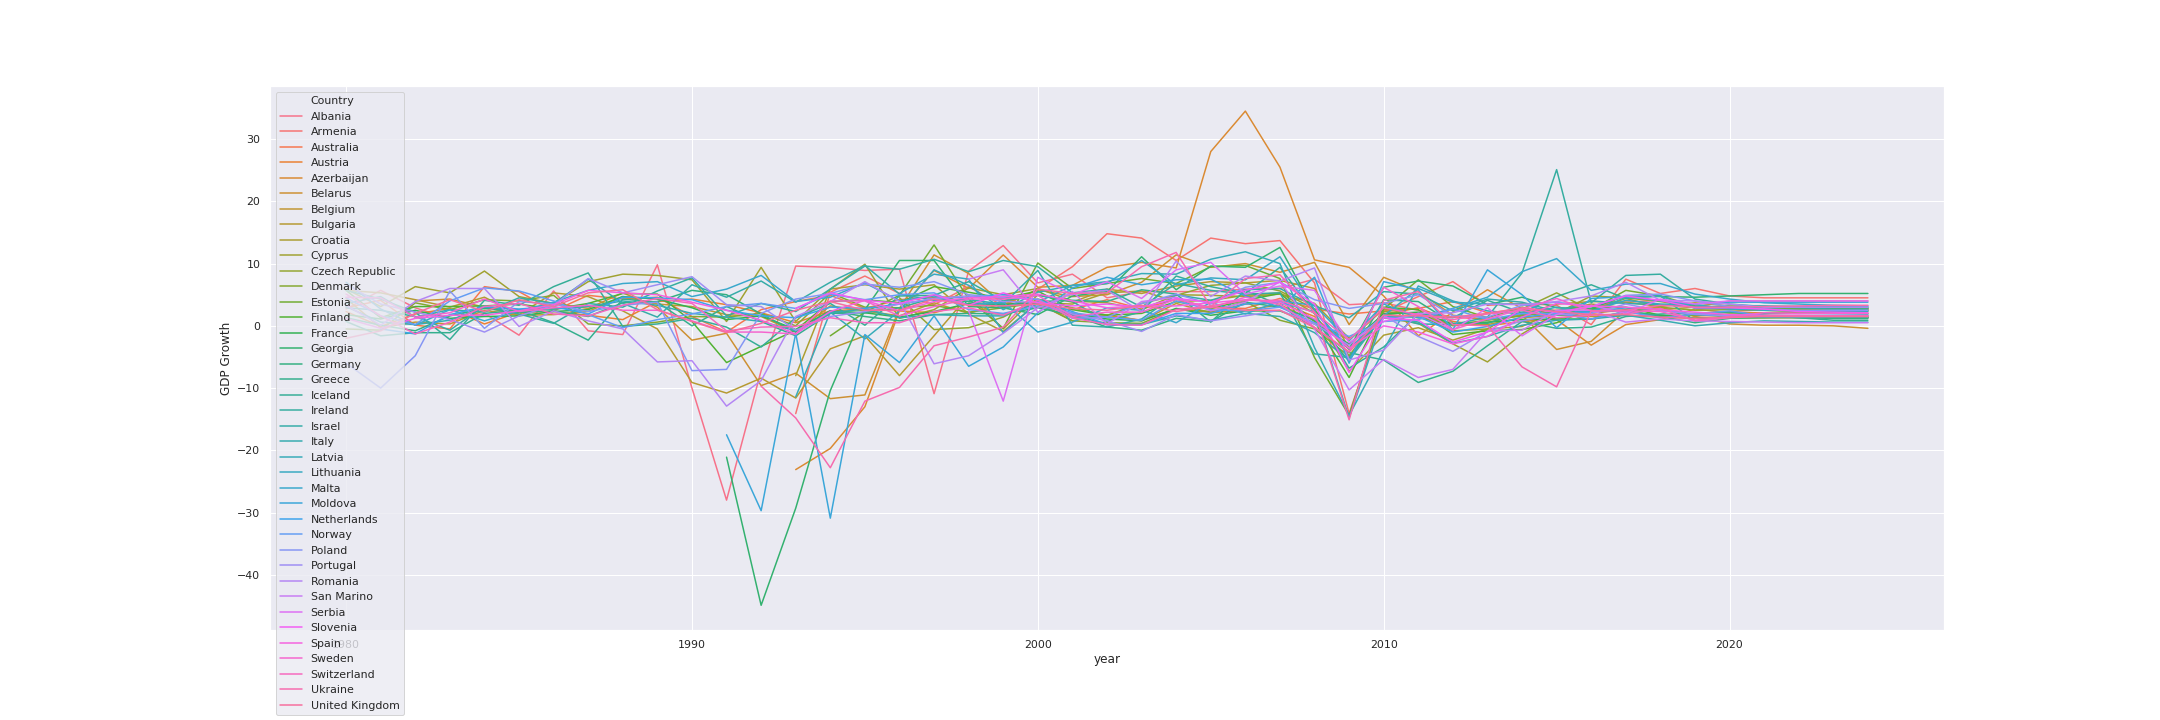 Country
Albania
Armenia
Australia
Austria
Azerbaijan
Belarus
Belgium
Bulgaria
Croatia
Cyprus
Czech Republic
Denmark
Estonia
Finland
France
Georgia
Germany
Greece
Iceland
Ireland
Israel
Italy
Latvia
Lithuania
Malta
Moldova
Netherlands
Norway
Poland
Portugal
Romania
San Marino
Serbia
Slovenia
Spain
Sweden
Switzerland
Ukraine
United Kingdom
30
20
10
0
−10
−20
−30
−40
GDP Growth
1980
1990
2000
2010
2020
year